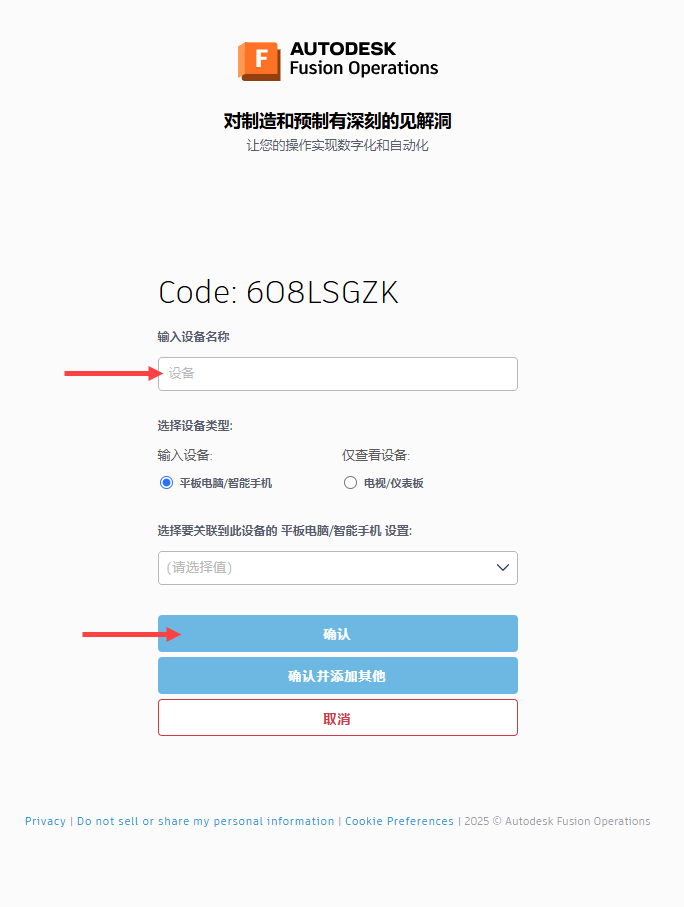 F
AUTODESK
Fusion Operations
对制造和预制有深刻的见解洞
让您的操作实现数字化和自动化
Code: 6O8LSGZK
输入设备名称
设备
选择设备类型:
输入设备: 仅查看设备:
平板电脑/智能手机 电视/仪表板
选择要关联到此设备的 平板电脑/智能手机 设置:
(请选择值)
确认
确认并添加其他
取消
Privacy | Do not sell or share my personal information | Cookie Preferences | 2025 © Autodesk Fusion Operations